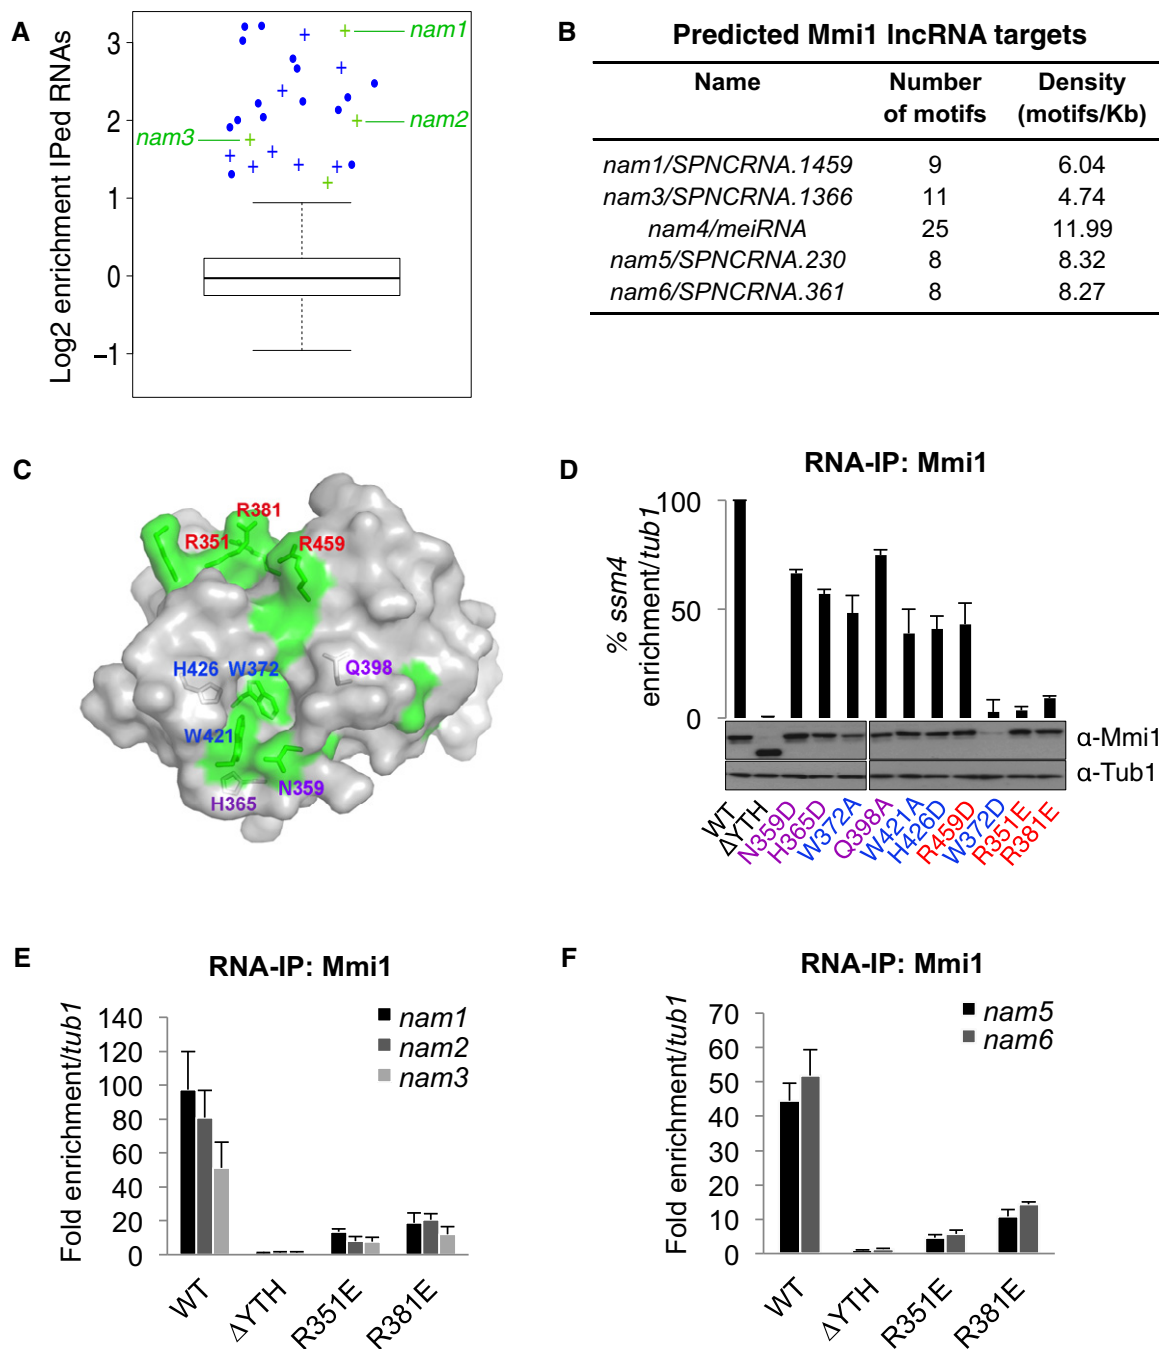 A
Log2 enrichment IPed RNAs
3
2
1
0
−1
nam1
nam2
nam3
B
Predicted Mmi1 lncRNA targets
Name Number of motifs Density (motifs/Kb)
nam1/SPNCRNA.1459 9 6.04
nam3/SPNCRNA.1366 11 4.74
nam4/meiRNA 25 11.99
nam5/SPNCRNA.230 8 8.32
nam6/SPNCRNA.361 8 8.27
C
R381
R351
R459
H426 W372
Q398
W421
N359
H365
D
RNA-IP: Mmi1
% ssm4
enrichment/tub1
100
50
0
α-Mmi1
α-Tub1
WT ΔYTH N359D H365D W372A Q398A W421A H426D R459D W372D R351E R381E
E
RNA-IP: Mmi1
Fold enrichment/tub1
140
120
100
80
60
40
20
0
nam1
nam2
nam3
WT ΔYTH R351E R381E
F
RNA-IP: Mmi1
Fold enrichment/tub1
70
60
50
40
30
20
10
0
nam5
nam6
WT ΔYTH R351E R381E